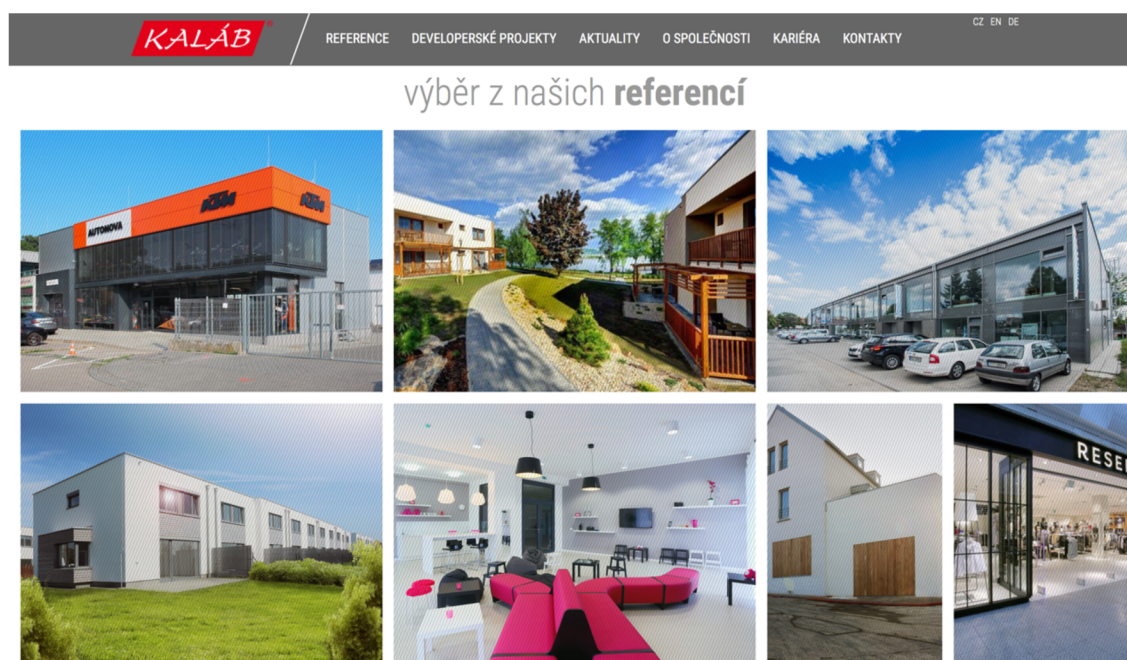 KALÁB®
REFERENCE DEVELOPERSKÉ PROJEKTY AKTUALITY O SPOLEČNOSTI KARIÉRA KONTAKTY
CZ EN DE
výběr z našich referencí
AUTONOVA
KTM
KTM
RESE